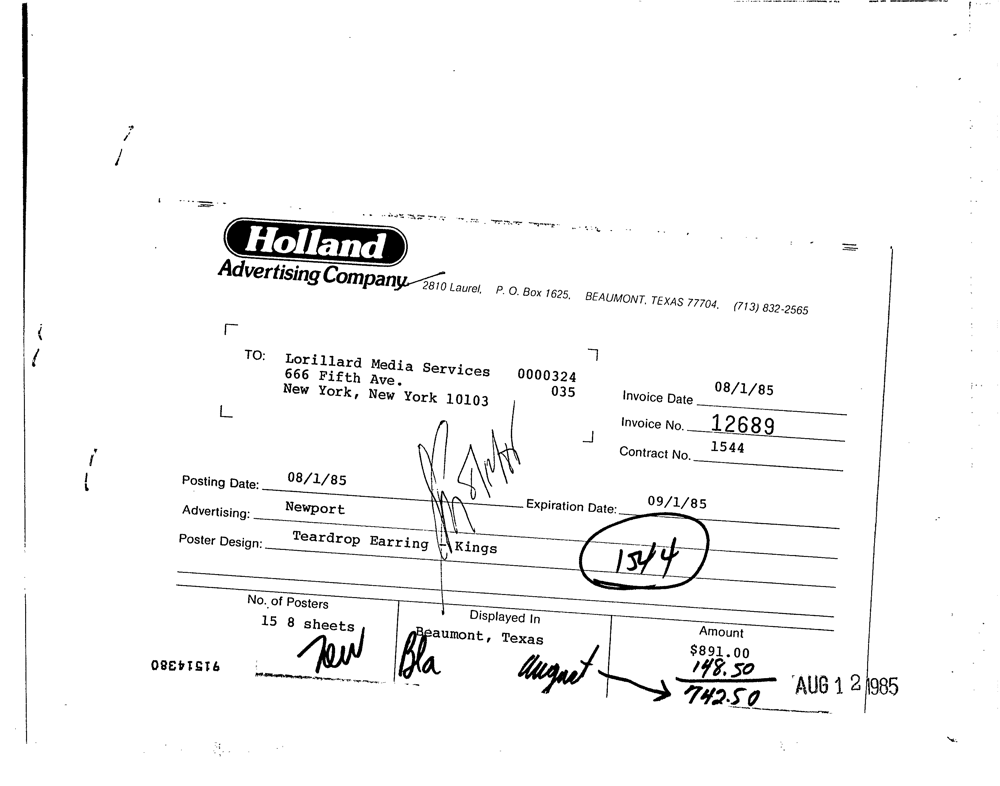 Holland
Advertising Company
2810 Laurel, P. O. Box 1625, BEAUMONT, TEXAS 77704, (713) 832-2565
TO: Lorillard Media Services 0000324
666 Fifth Ave. 035
New York, New York 10103
Invoice Date 08/1/85
Invoice No. 12689
Contract No. 1544
Posting Date: 08/1/85 Expiration Date: 09/1/85
Advertising: Newport
Poster Design: Teardrop Earring - Kings
1544
No. of Posters Displayed In Amount
15 8 sheets Beaumont, Texas $891.00
New Bla August 148.50
742.50
AUG 12 1985
91514380